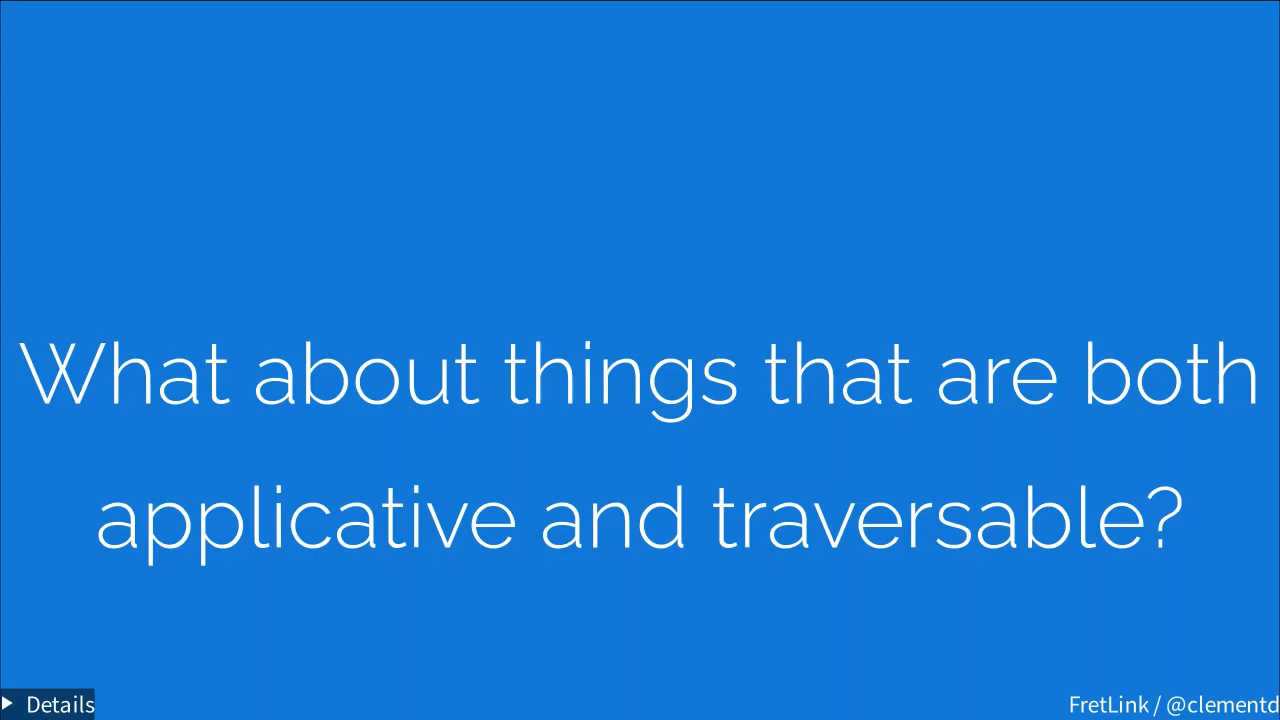 What about things that are both
applicative and traversable?
Details
FretLink / @clementd